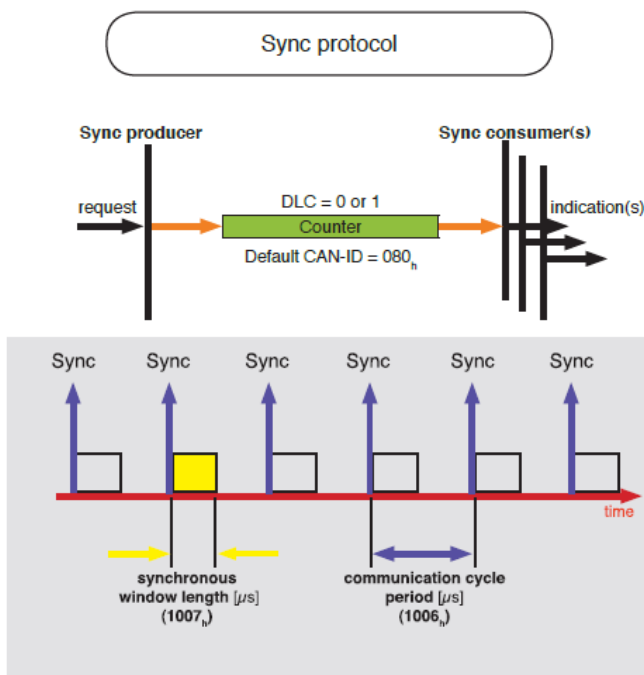 Sync protocol
Sync producer
Sync consumer(s)
request
DLC = 0 or 1
indication(s)
Counter
Default CAN-ID = 080h
Sync Sync Sync Sync Sync Sync
time
synchronous
window length [µs]
(1007h)
communication cycle
period [µs]
(1006h)